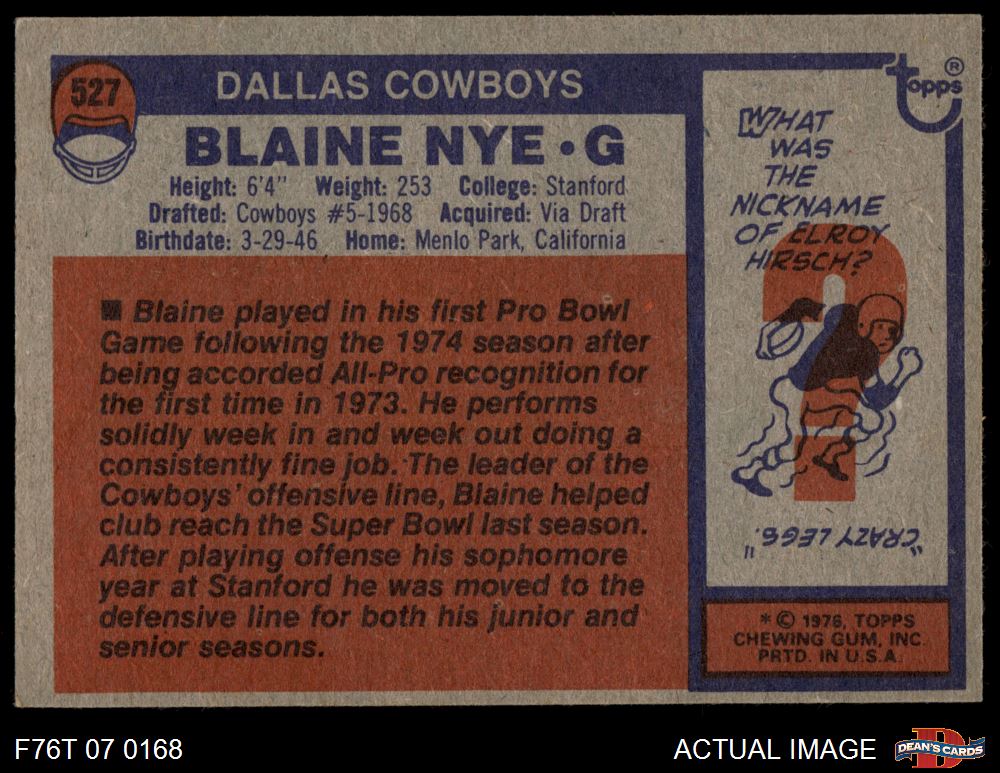 527
DALLAS COWBOYS
BLAINE NYE • G
Height: 6'4" Weight: 253 College: Stanford
Drafted: Cowboys #5-1968 Acquired: Via Draft
Birthdate: 3-29-46 Home: Menlo Park, California
■ Blaine played in his first Pro Bowl
Game following the 1974 season after
being accorded All-Pro recognition for
the first time in 1973. He performs
solidly week in and week out doing a
consistently fine job. The leader of the
Cowboys' offensive line, Blaine helped
club reach the Super Bowl last season.
After playing offense his sophomore
year at Stanford he was moved to the
defensive line for both his junior and
senior seasons.
Topps ®
WHAT
WAS
THE
NICKNAME
OF ELROY
HIRSCH?
"CRAZY LEGS."
* © 1976, TOPPS
CHEWING GUM, INC.
PRTD. IN U.S.A.
F76T 07 0168
ACTUAL IMAGE
D
DEAN'S CARDS